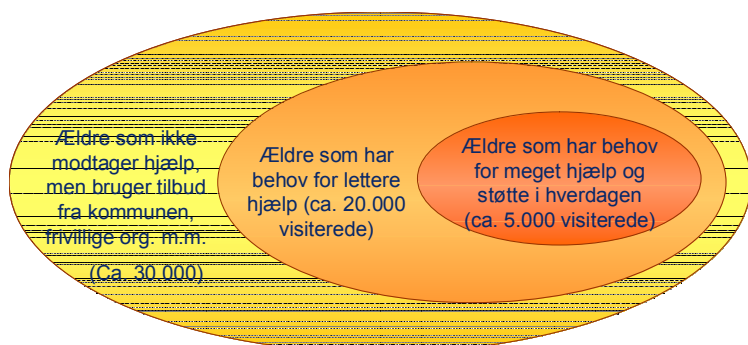 Ældre som ikke
modtager hjælp,
men bruger tilbud
fra kommunen,
frivillige org. m.m.
(Ca. 30.000)
Ældre som har
behov for lettere
hjælp (ca. 20.000
visiterede)
Ældre som har behov
for meget hjælp og
støtte i hverdagen
(ca. 5.000 visiterede)